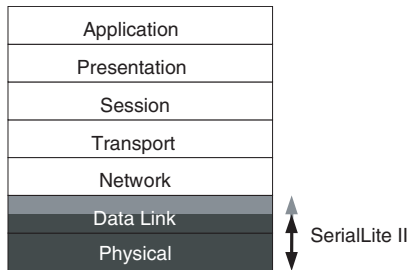 Application
Presentation
Session
Transport
Network
Data Link
Physical
SerialLite II